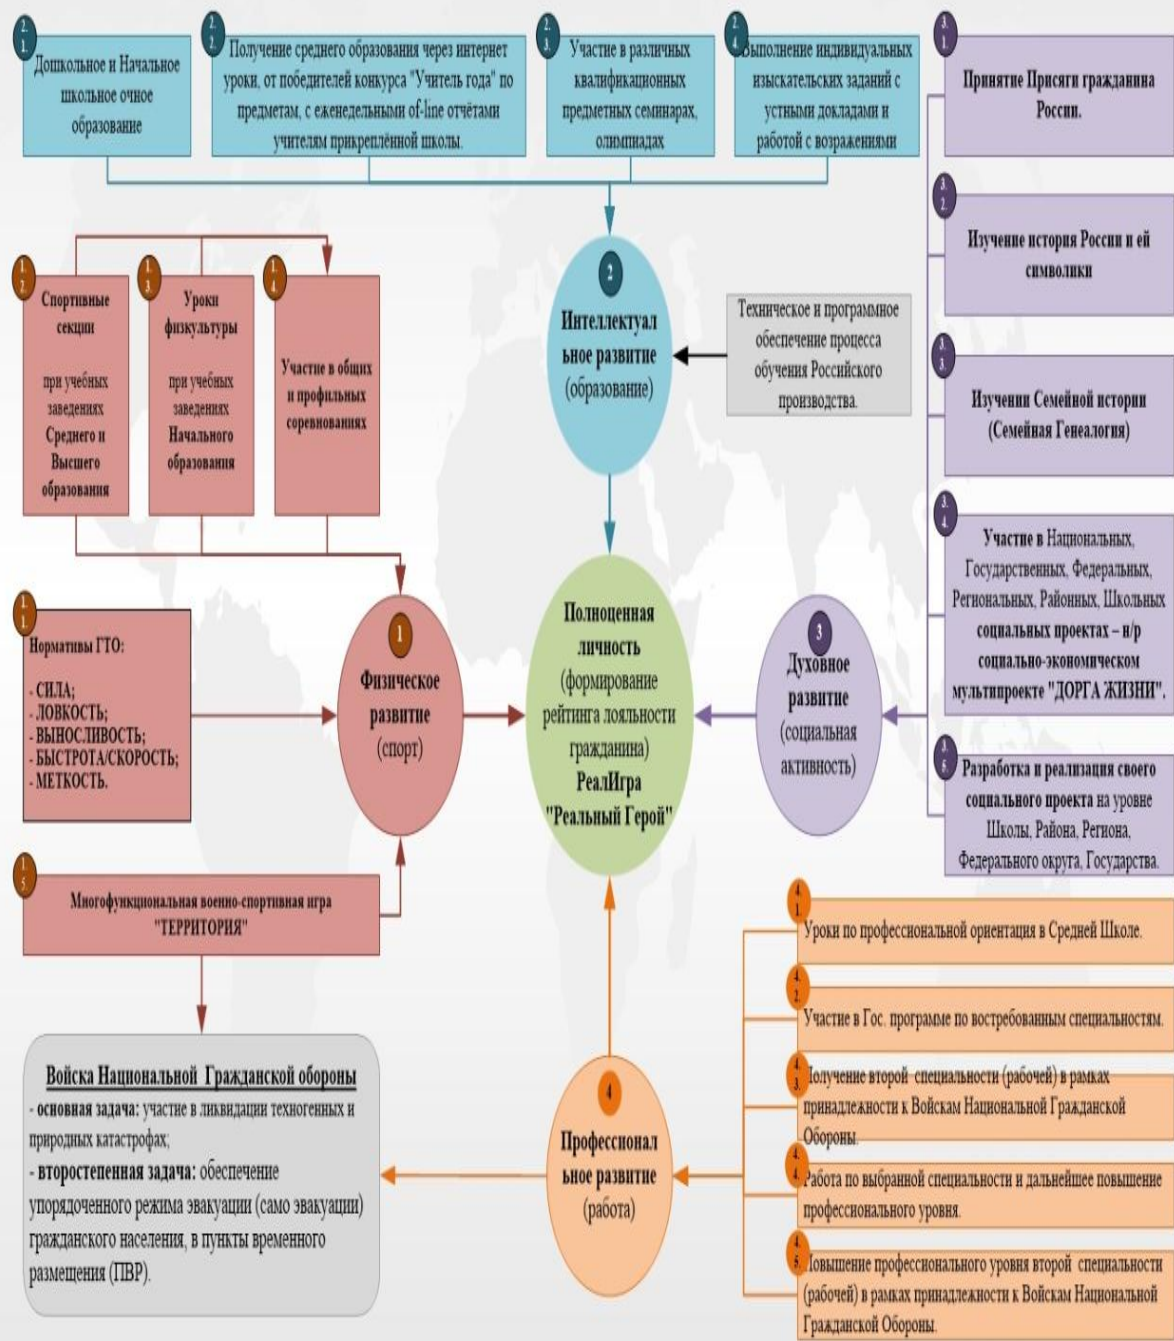 2.
1.
Дошкольное и Начальное
школьное очное
образование
2.
2.
Получение среднего образования через интернет
уроки, от победителей конкурса "Учитель года" по
предметам, с еженедельными of-line отчётами
учителям прикреплённой школы.
2.
3.
Участие в различных
квалификационных
предметных семинарах,
олимпиадах
2.
4.
Выполнение индивидуальных
изыскательских заданий с
устными докладами и
работой с возражениями
3.
1.
Принятие Присяги гражданина
России.
3.
2.
Изучение история России и ей
символики
3.
3.
Изучении Семейной истории
(Семейная Генеалогия)
3.
4.
Участие в Национальных,
Государственных, Федеральных,
Региональных, Районных, Школьных
социальных проектах – н/р
социально-экономическом
мультипроекте "ДОРГА ЖИЗНИ".
3.
5.
Разработка и реализация своего
социального проекта на уровне
Школы, Района, Региона,
Федерального округа, Государства.
1.
2.
Спортивные
секции
при учебных
заведениях
Среднего и
Высшего
образования
1.
3.
Уроки
физкультуры
при учебных
заведениях
Начального
образования
1.
4.
Участие в общих
и профильных
соревнованиях
2
Интеллектуал
ьное развитие
(образование)
Техническое и программное
обеспечение процесса
обучения Российского
производства.
1.
1.
Нормативы ГТО:
- СИЛА;
- ЛОВКОСТЬ;
- ВЫНОСЛИВОСТЬ;
- БЫСТРОТА/СКОРОСТЬ;
- МЕТКОСТЬ.
1
Физическое
развитие
(спорт)
Полноценная
личность
(формирование
рейтинга лояльности
гражданина)
РеалИгра
"Реальный Герой"
3
Духовное
развитие
(социальная
активность)
1.
5.
Многофункциональная военно-спортивная игра
"ТЕРРИТОРИЯ"
Войска Национальной Гражданской обороны
- основная задача: участие в ликвидации техногенных и
природных катастрофах;
- второстепенная задача: обеспечение
упорядоченного режима эвакуации (само эвакуации)
гражданского населения, в пункты временного
размещения (ПВР).
4
Профессионал
ьное развитие
(работа)
4.
1.
Уроки по профессиональной ориентация в Средней Школе.
4.
2.
Участие в Гос. программе по востребованным специальностям.
4.
3.
Получение второй специальности (рабочей) в рамках
принадлежности к Войскам Национальной Гражданской
Обороны.
4.
4.
Работа по выбранной специальности и дальнейшее повышение
профессионального уровня.
4.
5.
Повышение профессионального уровня второй специальности
(рабочей) в рамках принадлежности к Войскам Национальной
Гражданской Обороны.